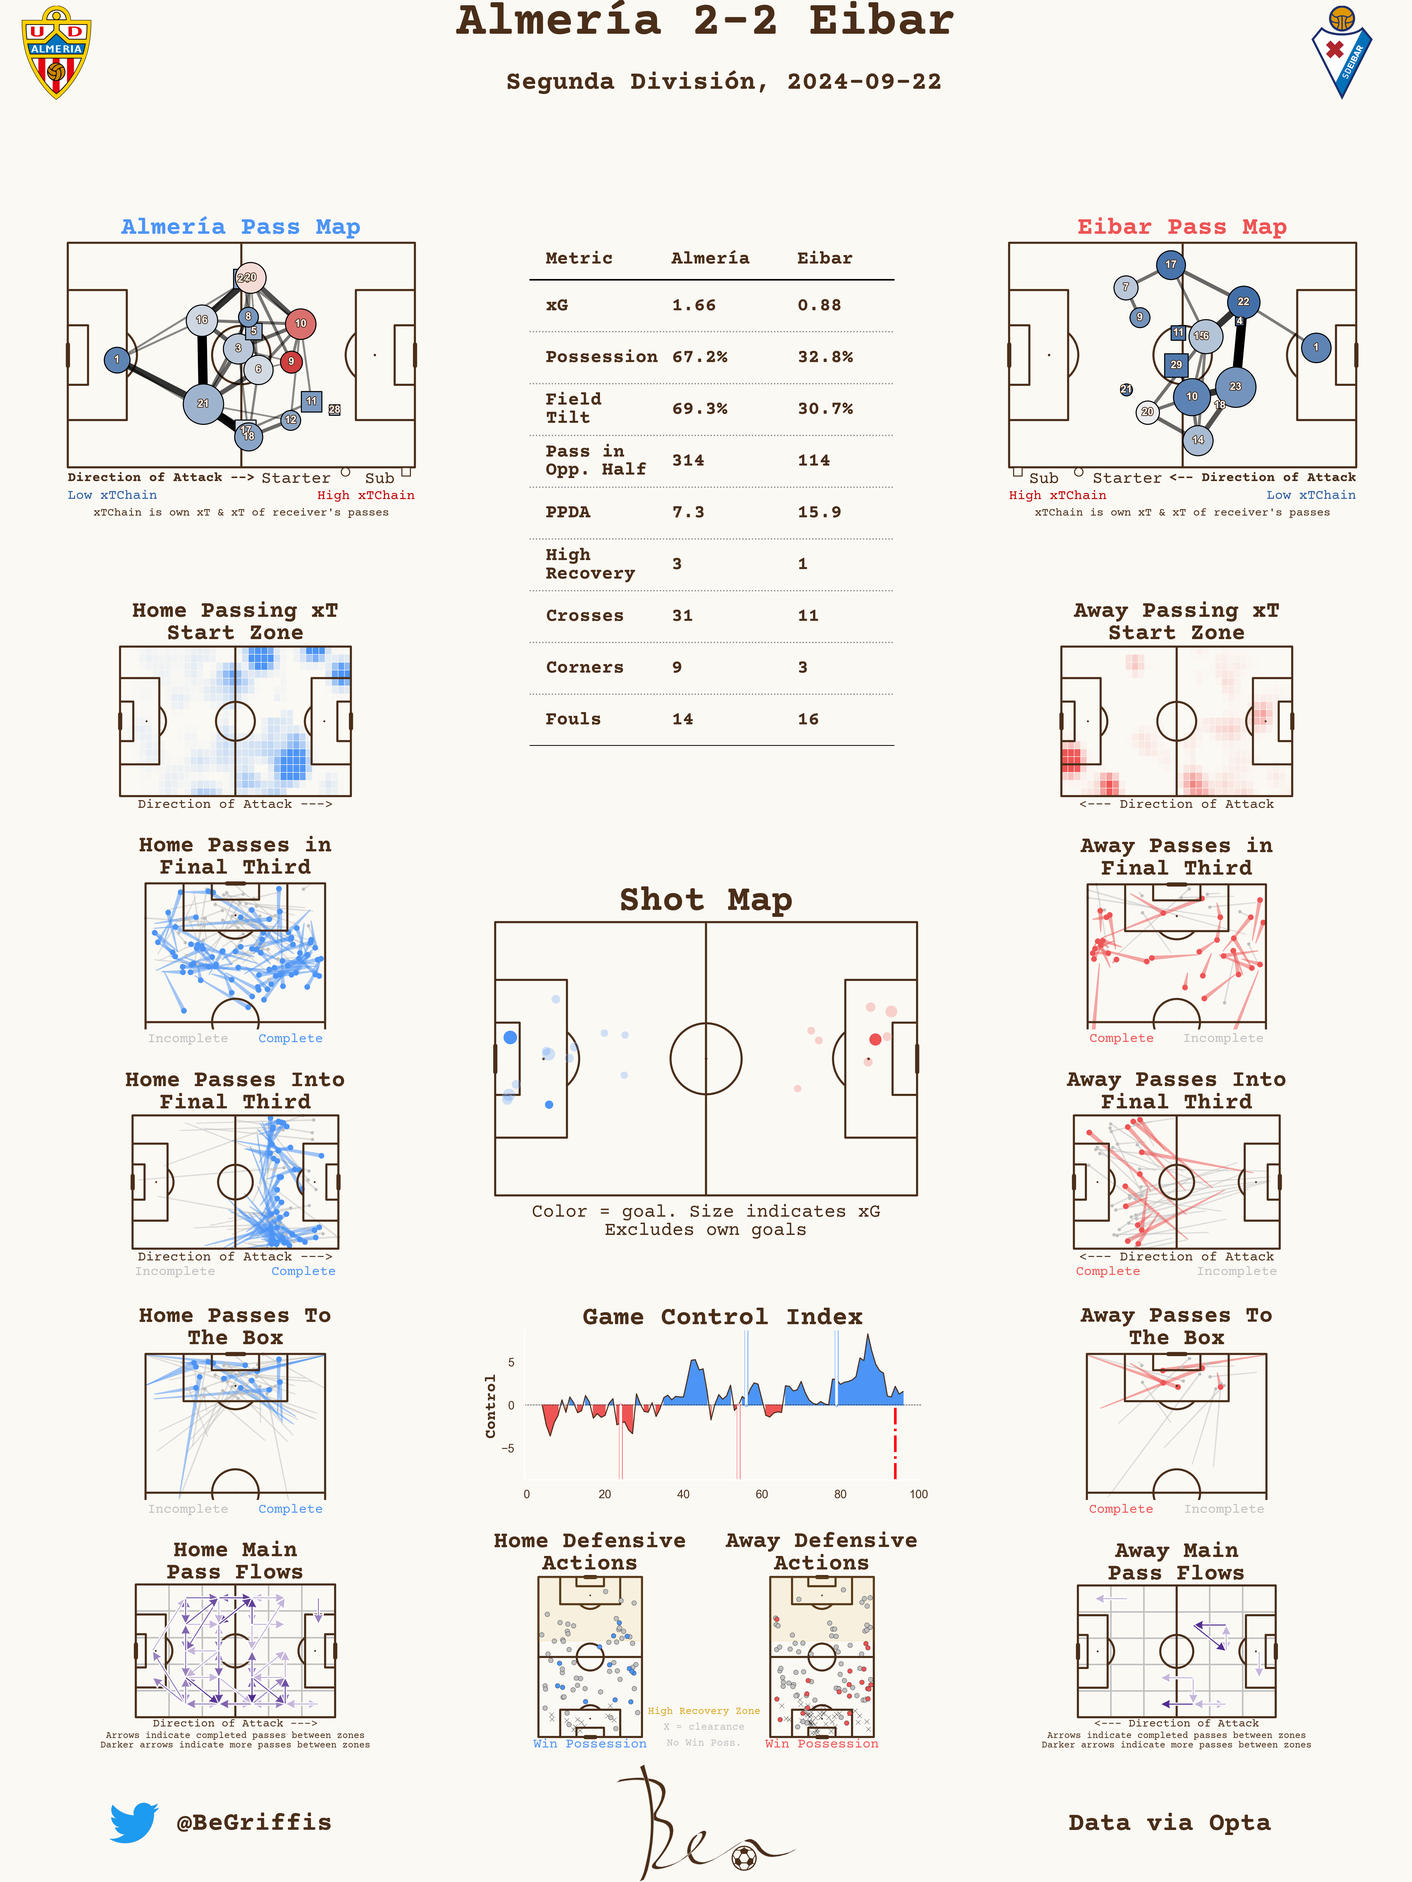 Almería 2-2 Eibar
Segunda División, 2024-09-22
U D
ALMERIA
SDEIBAR
Almería Pass Map
24
20
16
8
5
10
3
9
1
6
21
11
28
12
17
18
Direction of Attack --> Starter Sub
Low xTChain High xTChain
xTChain is own xT & xT of receiver's passes
Metric Almería Eibar
xG 1.66 0.88
Possession 67.2% 32.8%
Field
Tilt 69.3% 30.7%
Pass in
Opp. Half 314 114
PPDA 7.3 15.9
High
Recovery 3 1
Crosses 31 11
Corners 9 3
Fouls 14 16
Eibar Pass Map
17
7
22
9
4
11
6
1
29
21
23
10
20
18
14
Sub Starter <-- Direction of Attack
High xTChain Low xTChain
xTChain is own xT & xT of receiver's passes
Home Passing xT
Start Zone
Direction of Attack --->
Away Passing xT
Start Zone
<--- Direction of Attack
Home Passes in
Final Third
Incomplete Complete
Away Passes in
Final Third
Complete Incomplete
Shot Map
Color = goal. Size indicates xG
Excludes own goals
Home Passes Into
Final Third
Direction of Attack --->
Incomplete Complete
Away Passes Into
Final Third
<--- Direction of Attack
Complete Incomplete
Home Passes To
The Box
Incomplete Complete
Game Control Index
Control
5
0
−5
0 20 40 60 80 100
Away Passes To
The Box
Complete Incomplete
Home Main
Pass Flows
Direction of Attack --->
Arrows indicate completed passes between zones
Darker arrows indicate more passes between zones
Home Defensive
Actions
Win Possession
High Recovery Zone
X = clearance
No Win Poss.
Away Defensive
Actions
Win Possession
Away Main
Pass Flows
<--- Direction of Attack
Arrows indicate completed passes between zones
Darker arrows indicate more passes between zones
@BeGriffis
Ben
Data via Opta